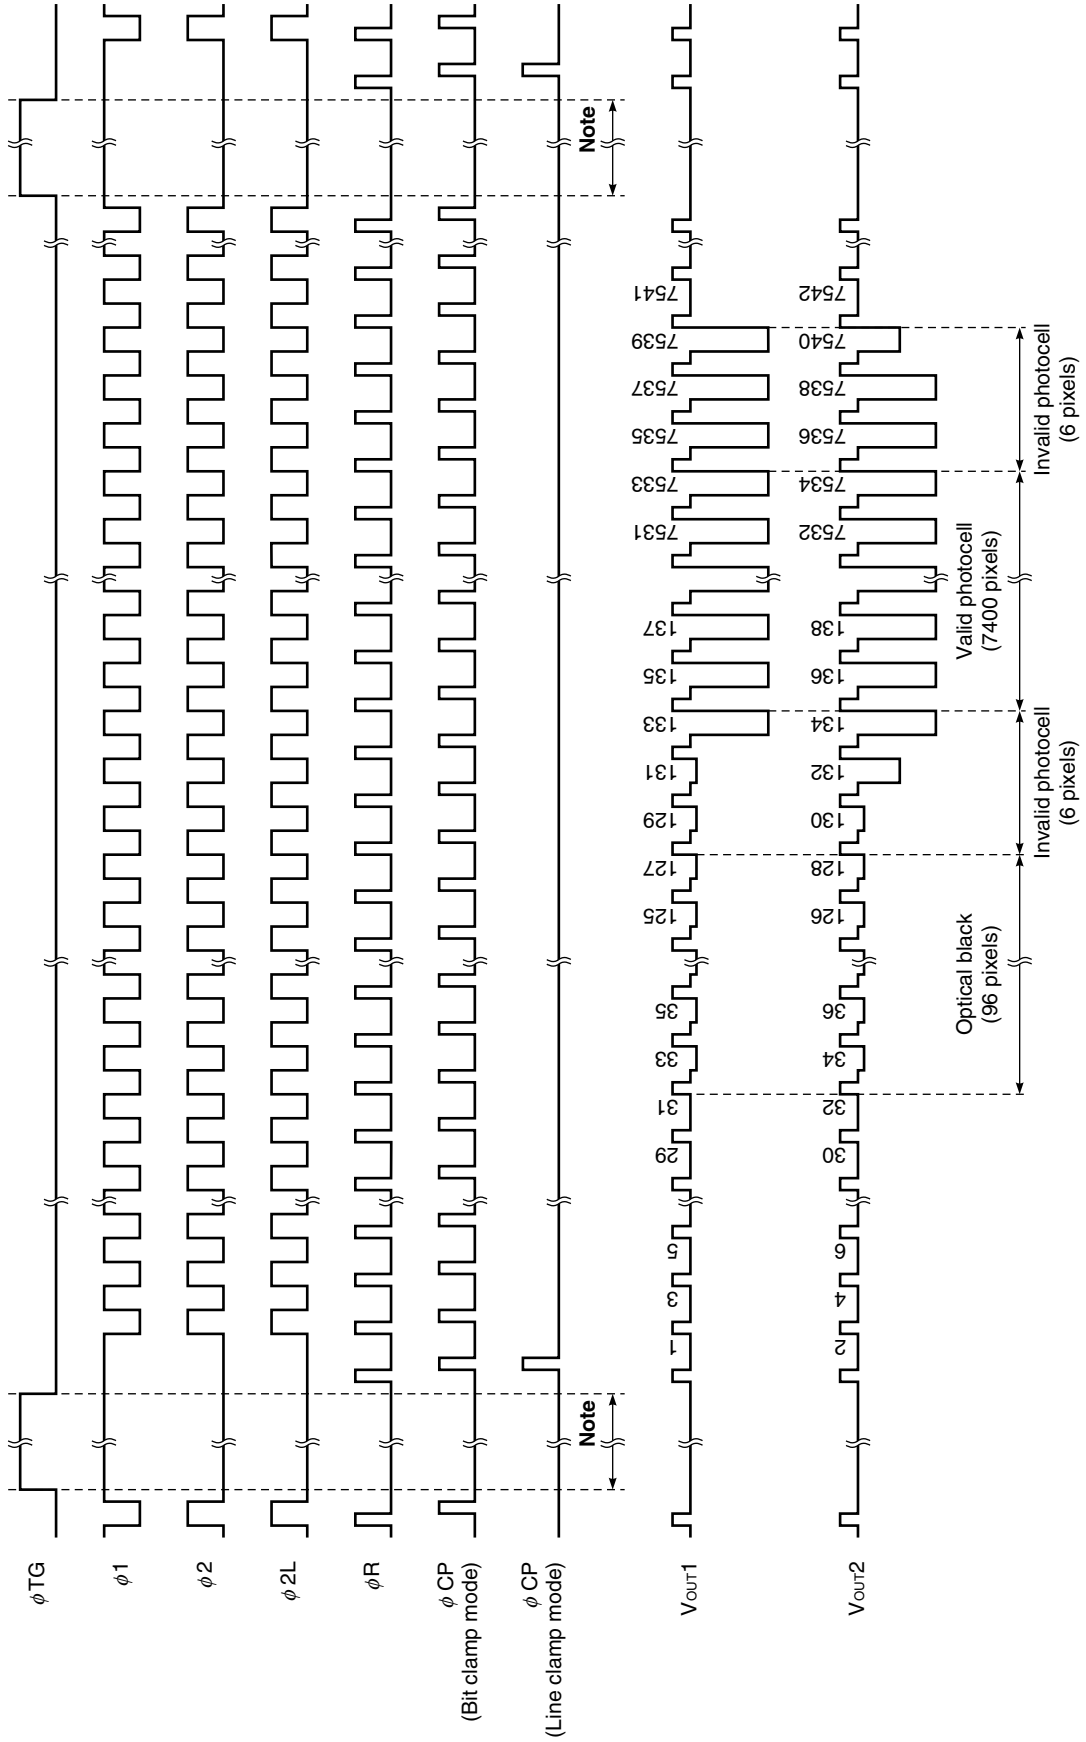 φTG
φ1
φ2
φ2L
φR
φCP
(Bit clamp mode)
φCP
(Line clamp mode)
Note
Note
VOUT1
1
3
5
29
31
33
35
125
127
129
131
133
135
137
7531
7533
7535
7537
7539
7541
VOUT2
2
4
6
30
32
34
36
126
128
130
132
134
136
138
7532
7534
7536
7538
7540
7542
Optical black
(96 pixels)
Invalid photocell
(6 pixels)
Valid photocell
(7400 pixels)
Invalid photocell
(6 pixels)